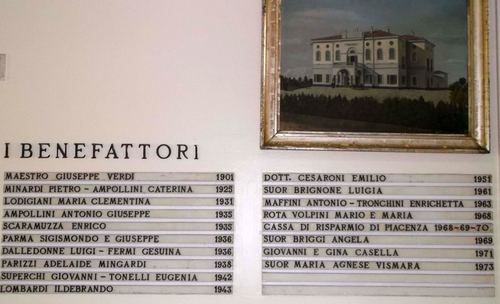 I BENEFATTORI
MAESTRO GIUSEPPE VERDI 1901
MINARDI PIETRO - AMPOLLINI CATERINA 1925
LODIGIANI MARIA CLEMENTINA 1931
AMPOLLINI ANTONIO GIUSEPPE 1935
SCARAMUZZA ENRICO 1935
PARMA SIGISMONDO E GIUSEPPE 1936
DALLEDONNE LUIGI - FERMI GESUINA 1936
PARIZZI ADELAIDE MINGARDI 1938
SUPERCHI GIOVANNI - TONELLI EUGENIA 1942
LOMBARDI ILDEBRANDO 1943
DOTT. CESARONI EMILIO 1951
SUOR BRIGNONE LUIGIA 1961
MAFFINI ANTONIO - TRONCHINI ENRICHETTA 1963
ROTA VOLPINI MARIO E MARIA 1968
CASSA DI RISPARMIO DI PIACENZA 1968-69-70
SUOR BRIGGI ANGELA 1969
GIOVANNI E GINA CASELLA 1971
SUOR MARIA AGNESE VISMARA 1973